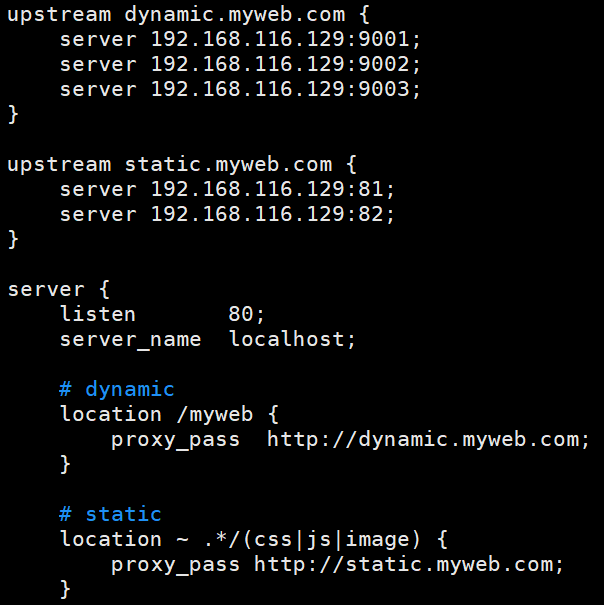 upstream dynamic.myweb.com {
    server 192.168.116.129:9001;
    server 192.168.116.129:9002;
    server 192.168.116.129:9003;
}

upstream static.myweb.com {
    server 192.168.116.129:81;
    server 192.168.116.129:82;
}

server {
    listen       80;
    server_name  localhost;

    # dynamic
    location /myweb {
        proxy_pass  http://dynamic.myweb.com;
    }

    # static
    location ~ .*/(css|js|image) {
        proxy_pass http://static.myweb.com;
    }